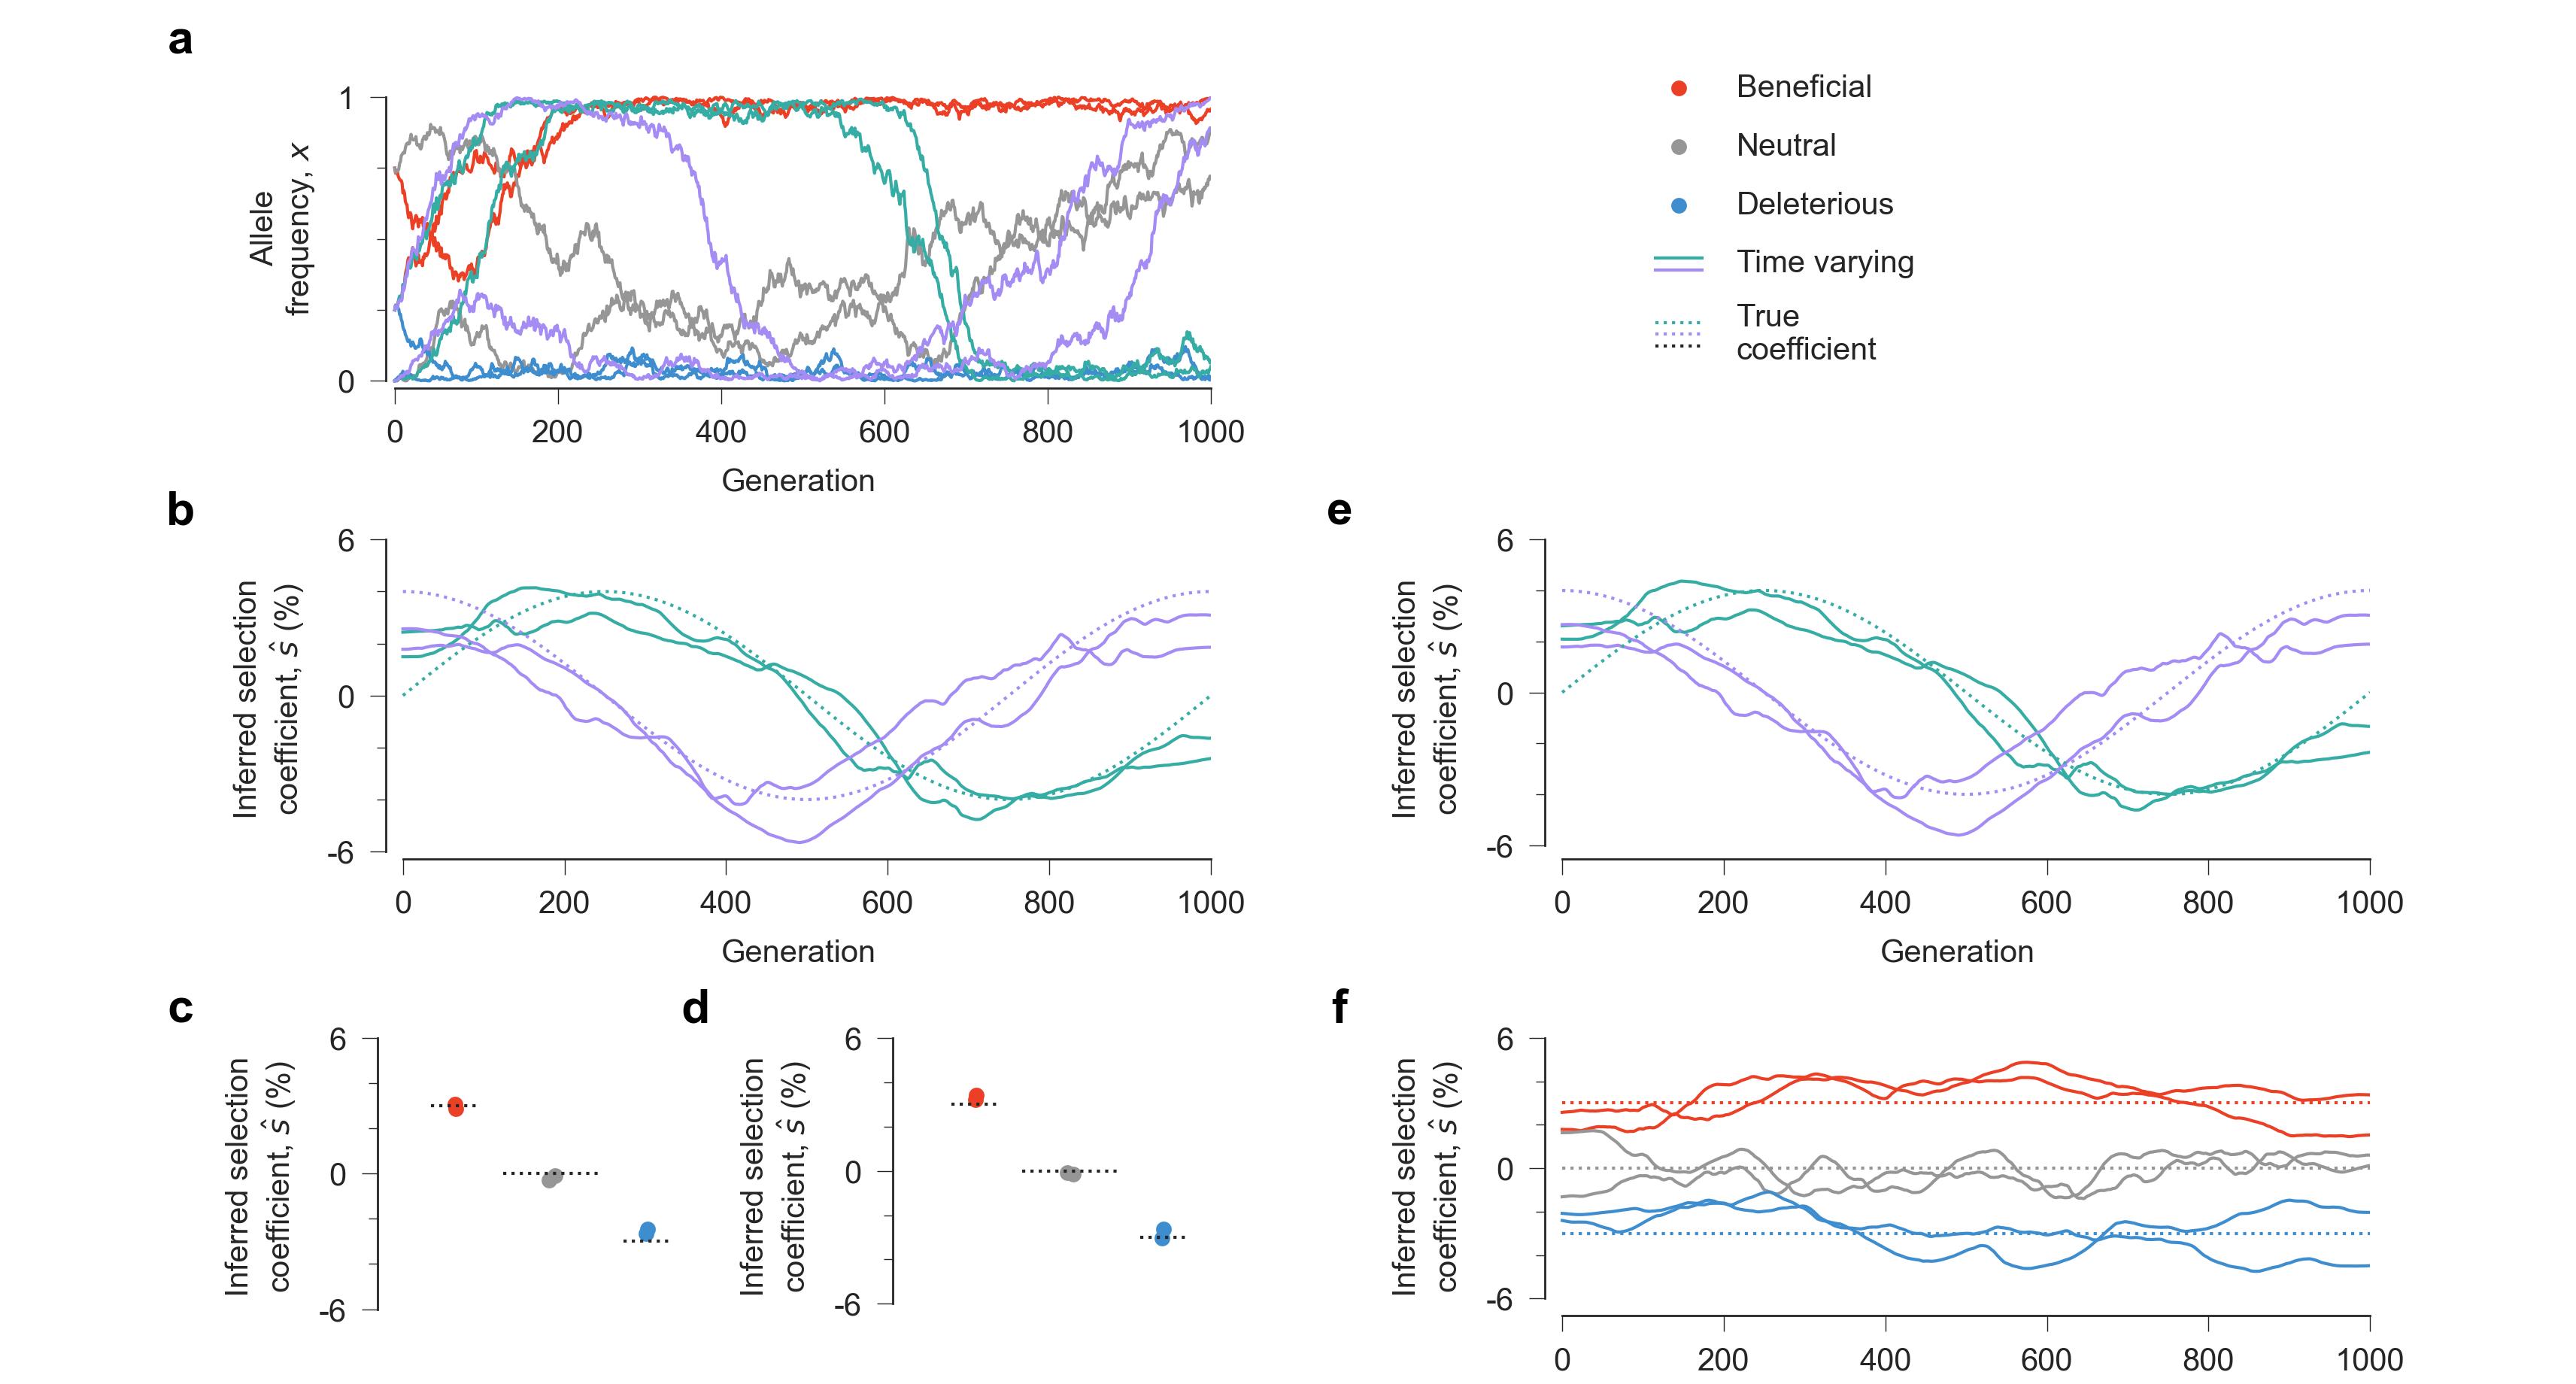 a
1
0
Allele
frequency, x
0 200 400 600 800 1000
Generation
Beneficial
Neutral
Deleterious
Time varying
True
coefficient
b
6
0
-6
Inferred selection
coefficient, ŝ (%)
0 200 400 600 800 1000
Generation
e
6
0
-6
Inferred selection
coefficient, ŝ (%)
0 200 400 600 800 1000
Generation
c
6
0
-6
Inferred selection
coefficient, ŝ (%)
d
6
0
-6
Inferred selection
coefficient, ŝ (%)
f
6
0
-6
Inferred selection
coefficient, ŝ (%)
0 200 400 600 800 1000